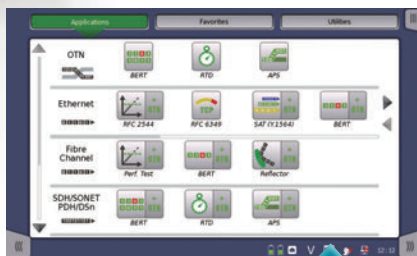 Applications Favorites Utilities
OTN
BERT RTD APS
Ethernet
RFC 2544 RFC 6349 SAT (Y.1564) BERT
TCP
Fibre
Channel
Perf. Test BERT Reflector
SDH/SONET
PDH/DSn
BERT RTD APS
12:12